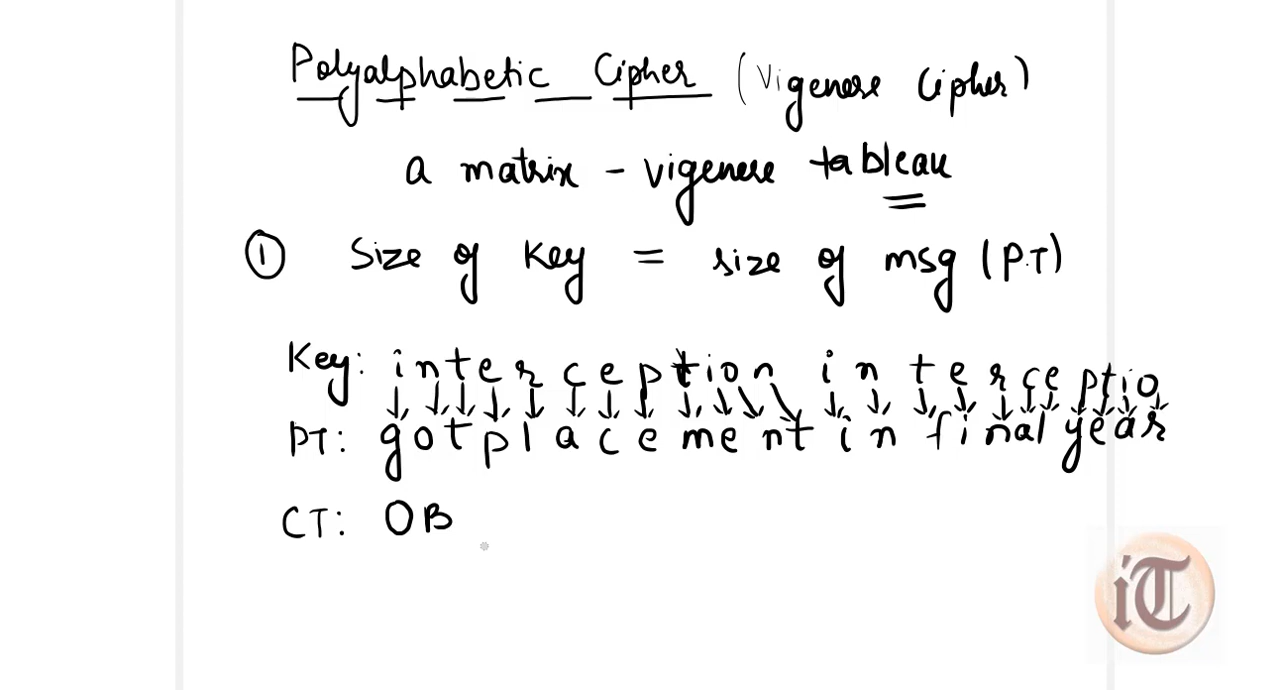 Polyalphabetic Cipher (Vigenere Cipher)
a matrix - vigenere tableau
① Size of Key = size of msg (P.T)
Key: interception interceptio
PT: gotplacement in final year
CT: OB
iT